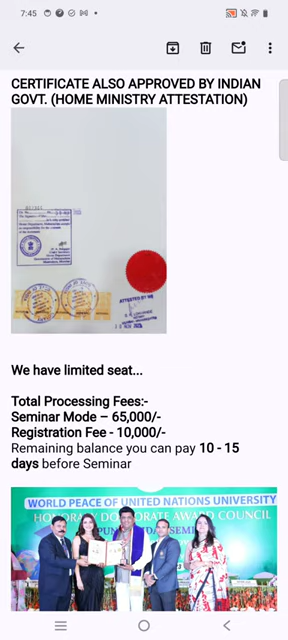 7:45
CERTIFICATE ALSO APPROVED BY INDIAN
GOVT. (HOME MINISTRY ATTESTATION)
ATTESTED BY ME
We have limited seat...
Total Processing Fees:-
Seminar Mode – 65,000/-
Registration Fee - 10,000/-
Remaining balance you can pay 10 - 15
days before Seminar
WORLD PEACE OF UNITED NATIONS UNIVERSITY
HONORARY DOCTORATE AWARD COUNCIL